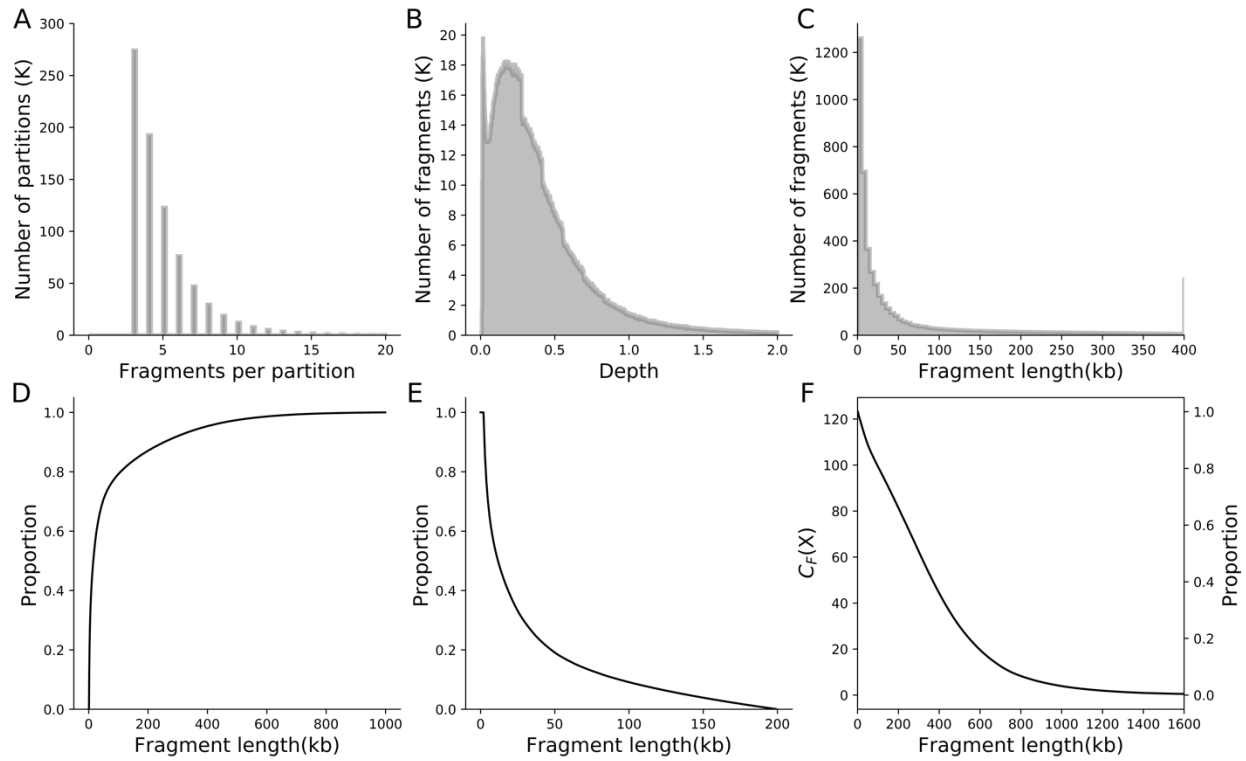 A
300
250
200
150
100
50
0
Number of partitions (K)
0 5 10 15 20
Fragments per partition
B
20
18
16
14
12
10
8
6
4
2
0
Number of fragments (K)
0.0 0.5 1.0 1.5 2.0
Depth
C
1200
1000
800
600
400
200
0
Number of fragments (K)
0 50 100 150 200 250 300 350 400
Fragment length(kb)
D
1.0
0.8
0.6
0.4
0.2
0.0
Proportion
0 200 400 600 800 1000
Fragment length(kb)
E
1.0
0.8
0.6
0.4
0.2
0.0
Proportion
0 50 100 150 200
Fragment length(kb)
F
120
100
80
60
40
20
0
C_F(X)
1.0
0.8
0.6
0.4
0.2
0.0
Proportion
0 200 400 600 800 1000 1200 1400 1600
Fragment length(kb)